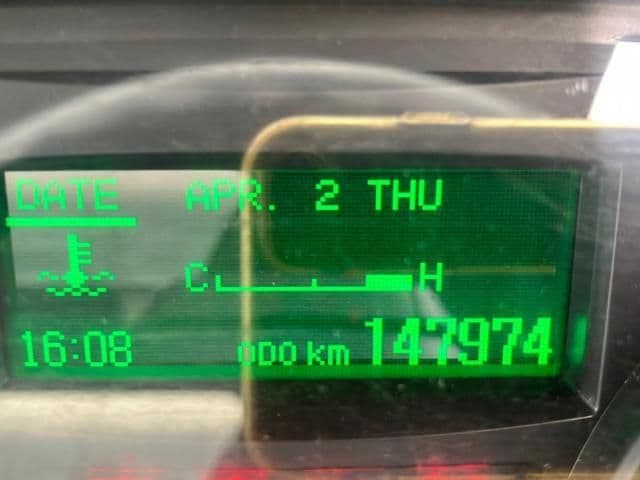 DATE APR. 2 THU
C H
16:08 ODO km 147974